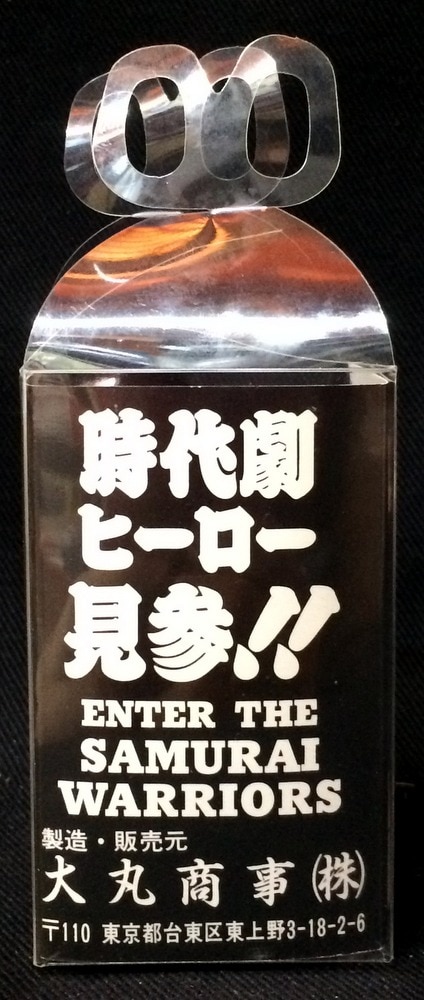 時代劇
ヒーロー
見参!!
ENTER THE
SAMURAI
WARRIORS
製造・販売元
大丸商事㈱
〒110 東京都台東区東上野3-18-2-6